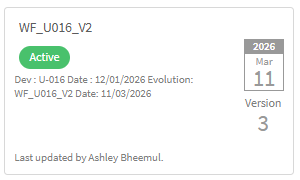 WF_U016_V2
Active
Dev : U-016 Date : 12/01/2026 Evolution:
WF_U016_V2 Date: 11/03/2026
2026
Mar
11
Version
3
Last updated by Ashley Bheemul.